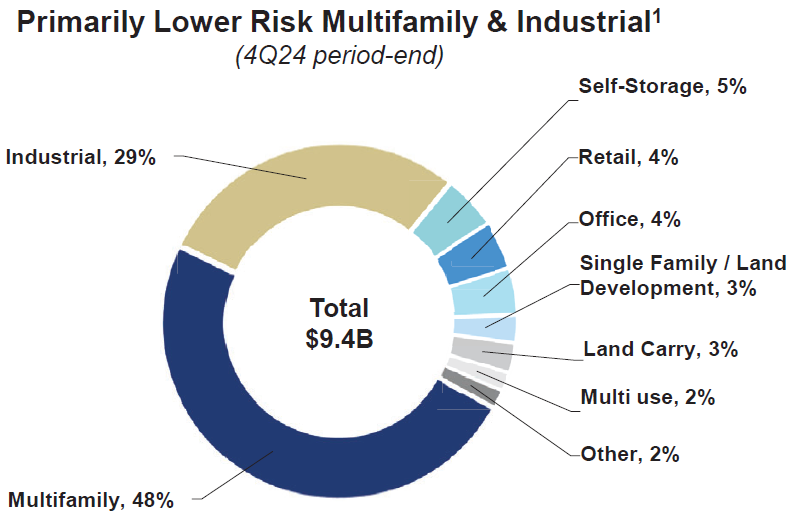 Primarily Lower Risk Multifamily & Industrial¹
(4Q24 period-end)
Self-Storage, 5%
Industrial, 29%
Retail, 4%
Office, 4%
Single Family / Land
Development, 3%
Total
$9.4B
Land Carry, 3%
Multi use, 2%
Other, 2%
Multifamily, 48%